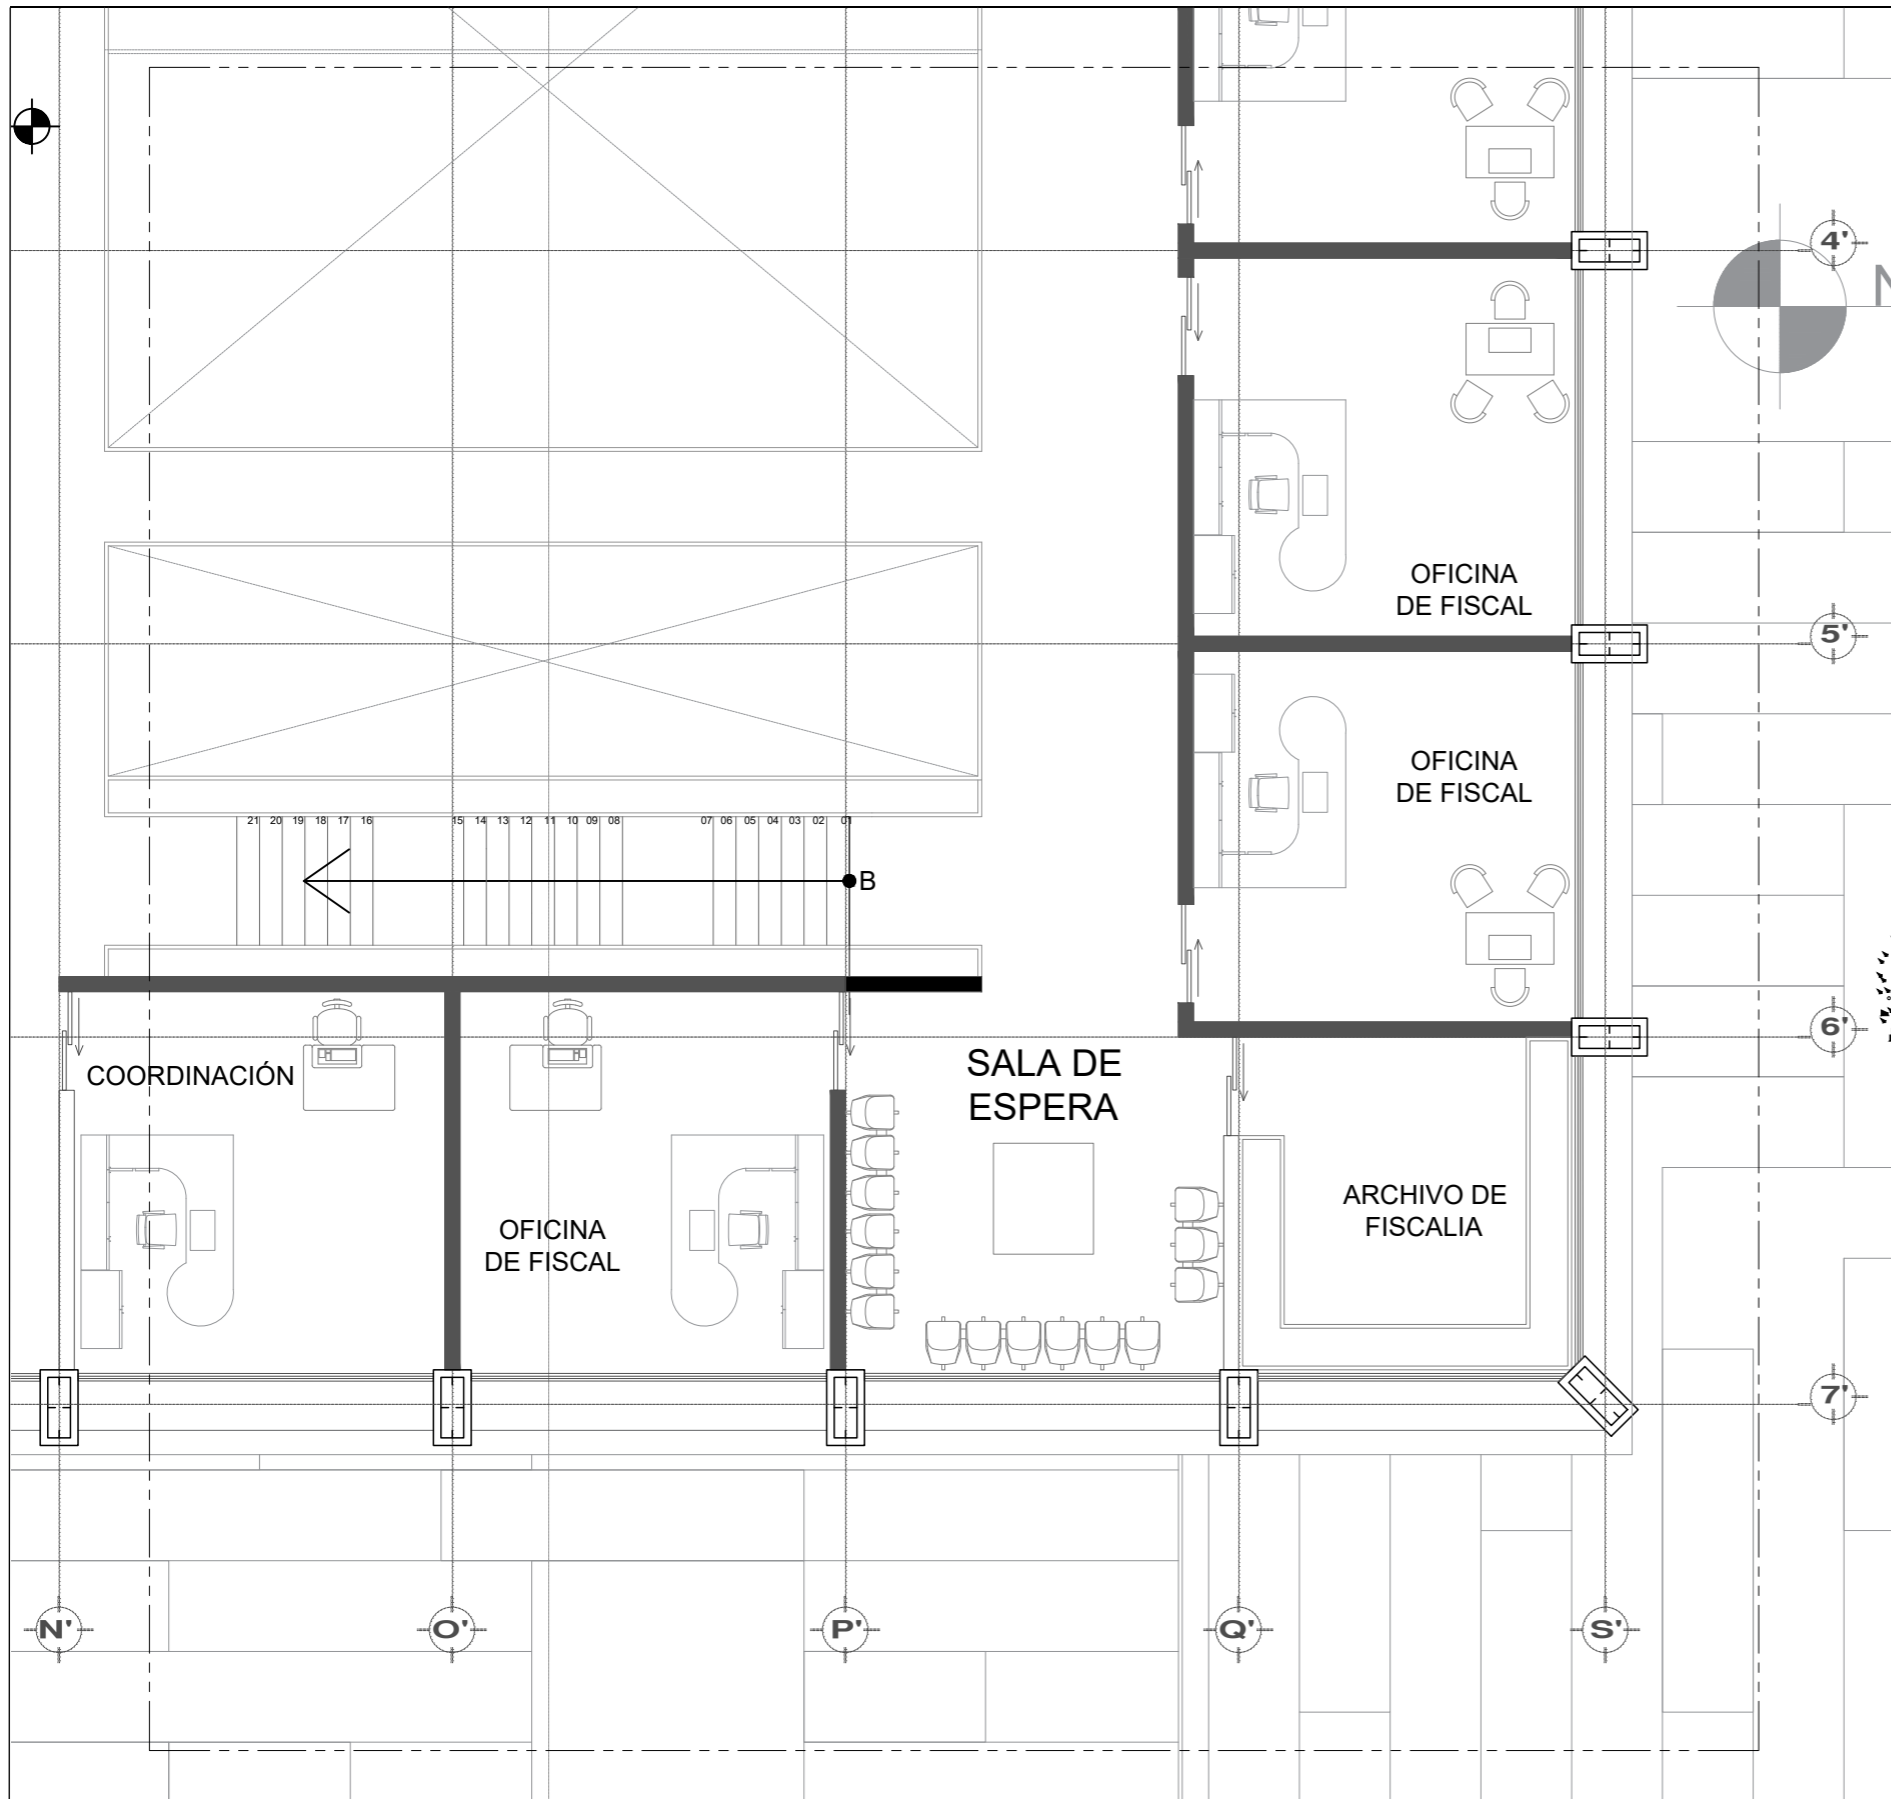 4'
N
OFICINA
DE FISCAL
5'
OFICINA
DE FISCAL
21 20 19 18 17 16 15 14 13 12 11 10 09 08 07 06 05 04 03 02 01
B
6'
COORDINACIÓN
SALA DE
ESPERA
OFICINA
DE FISCAL
ARCHIVO DE
FISCALIA
7'
N' O' P' Q' S'